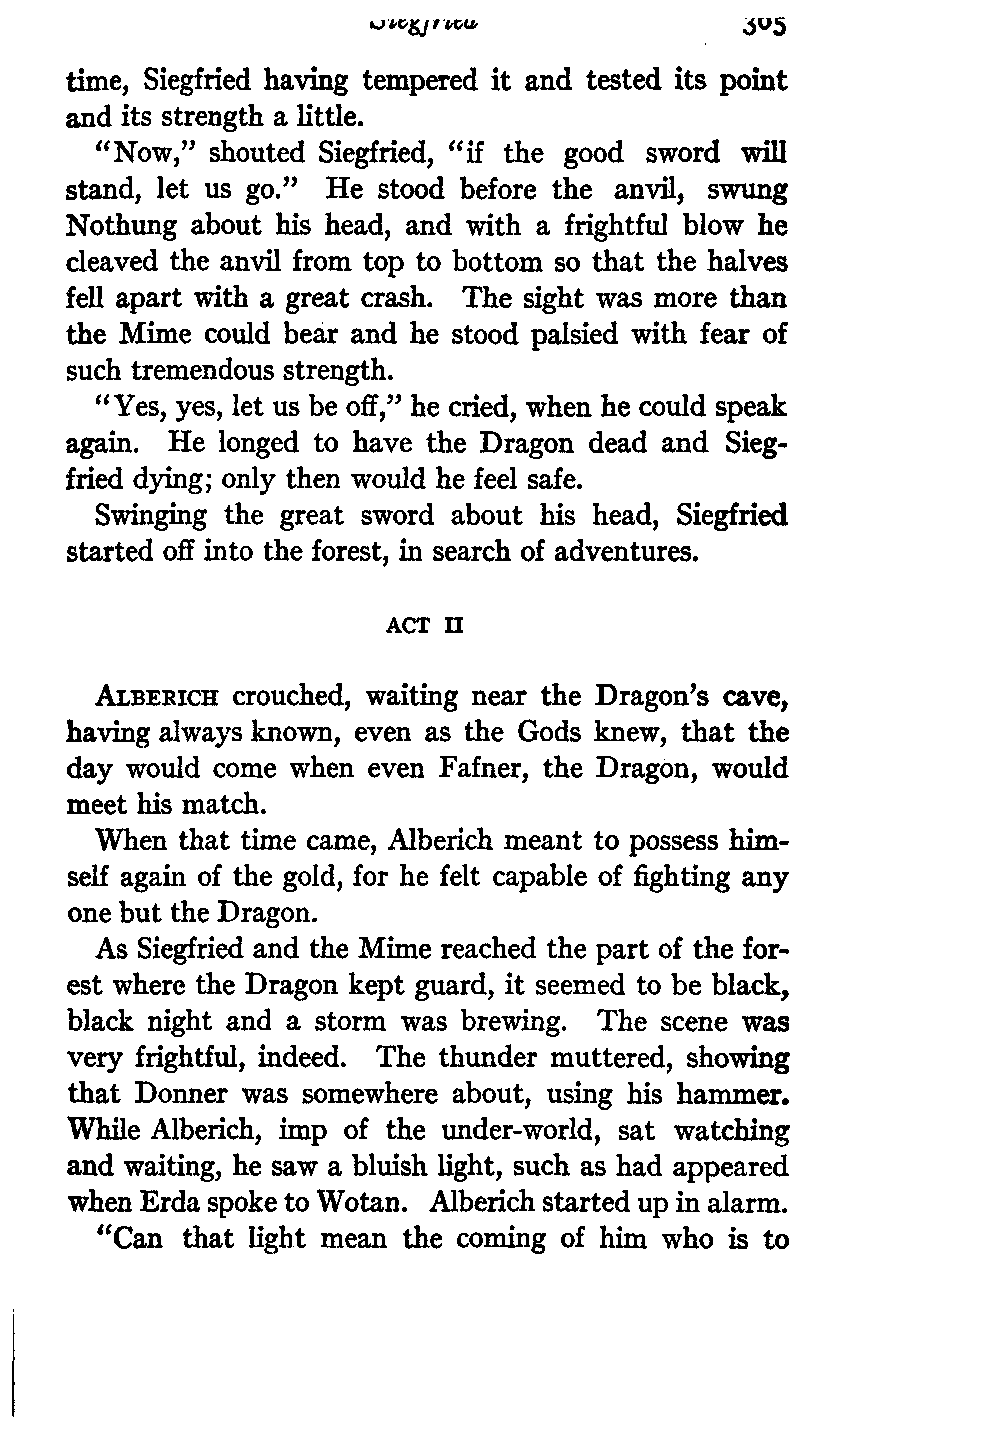 Siegfried 305
time, Siegfried having tempered it and tested its point
and its strength a little.
“Now,” shouted Siegfried, “if the good sword will
stand, let us go.” He stood before the anvil, swung
Nothung about his head, and with a frightful blow he
cleaved the anvil from top to bottom so that the halves
fell apart with a great crash. The sight was more than
the Mime could bear and he stood palsied with fear of
such tremendous strength.
“Yes, yes, let us be off,” he cried, when he could speak
again. He longed to have the Dragon dead and Sieg-
fried dying; only then would he feel safe.
Swinging the great sword about his head, Siegfried
started off into the forest, in search of adventures.
ACT II
ALBERICH crouched, waiting near the Dragon’s cave,
having always known, even as the Gods knew, that the
day would come when even Fafner, the Dragon, would
meet his match.
When that time came, Alberich meant to possess him-
self again of the gold, for he felt capable of fighting any
one but the Dragon.
As Siegfried and the Mime reached the part of the for-
est where the Dragon kept guard, it seemed to be black,
black night and a storm was brewing. The scene was
very frightful, indeed. The thunder muttered, showing
that Donner was somewhere about, using his hammer.
While Alberich, imp of the under-world, sat watching
and waiting, he saw a bluish light, such as had appeared
when Erda spoke to Wotan. Alberich started up in alarm.
“Can that light mean the coming of him who is to